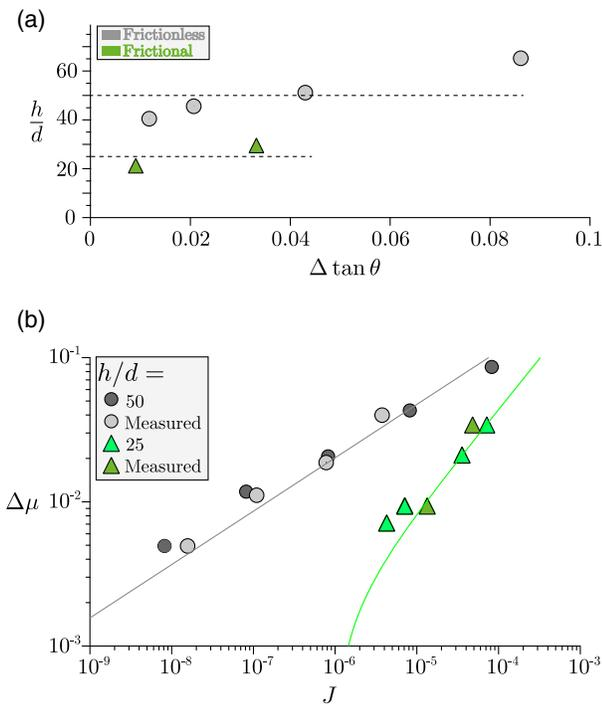 (a)
Frictionless
Frictional
60
40
20
0
h/d
0 0.02 0.04 0.06 0.08 0.1
Δ tan θ
(b)
h/d =
50
Measured
25
Measured
10⁻¹
10⁻²
10⁻³
Δμ
10⁻⁹ 10⁻⁸ 10⁻⁷ 10⁻⁶ 10⁻⁵ 10⁻⁴ 10⁻³
J